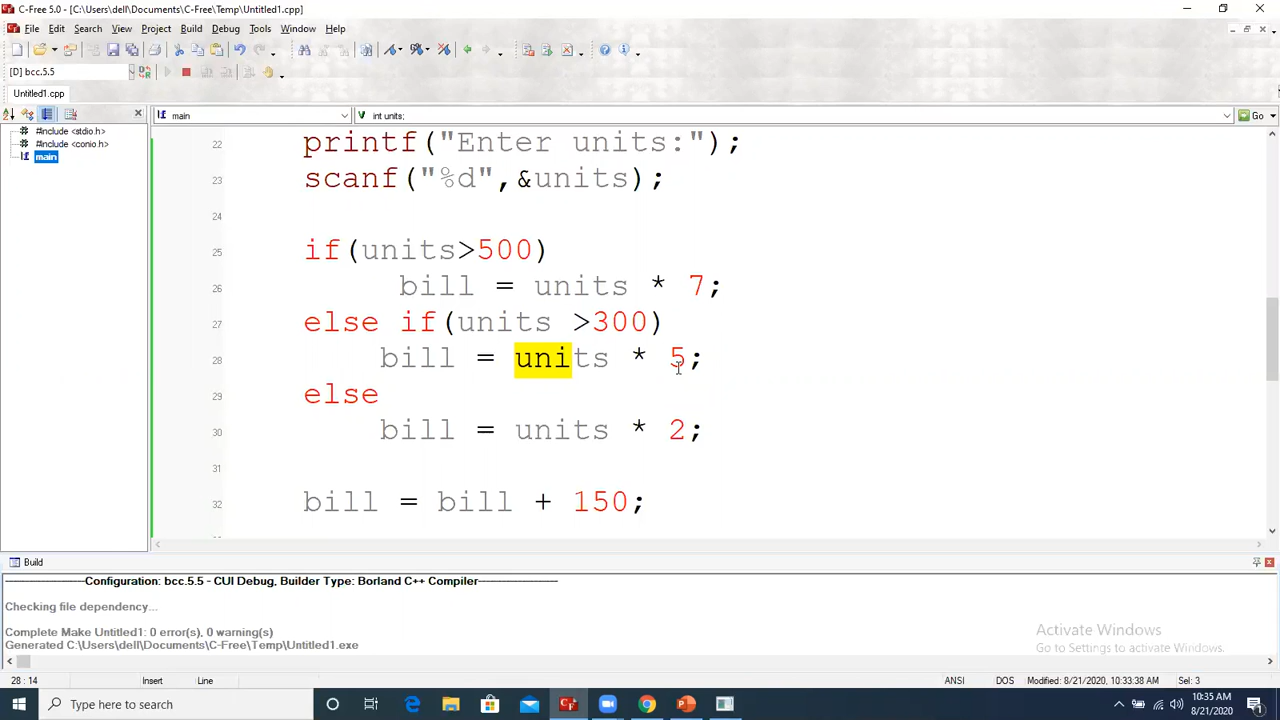 C-Free 5.0 - [C:\Users\dell\Documents\C-Free\Temp\Untitled1.cpp]
File Edit Search View Project Build Debug Tools Window Help
[D] bcc.5.5
Untitled1.cpp
main
int units;
Go
#include <stdio.h>
#include <conio.h>
main
22 printf("Enter units:");
23 scanf("%d",&units);
24
25 if(units>500)
26 bill = units * 7;
27 else if(units >300)
28 bill = units * 5;
29 else
30 bill = units * 2;
31
32 bill = bill + 150;
Build
--------------------Configuration: bcc.5.5 - CUI Debug, Builder Type: Borland C++ Compiler--------------------
Checking file dependency...
Complete Make Untitled1: 0 error(s), 0 warning(s)
Generated C:\Users\dell\Documents\C-Free\Temp\Untitled1.exe
Activate Windows
Go to Settings to activate Windows.
28 : 14 Insert Line ANSI DOS Modified: 8/21/2020, 10:33:38 AM Sel: 3
Type here to search
10:35 AM
8/21/2020